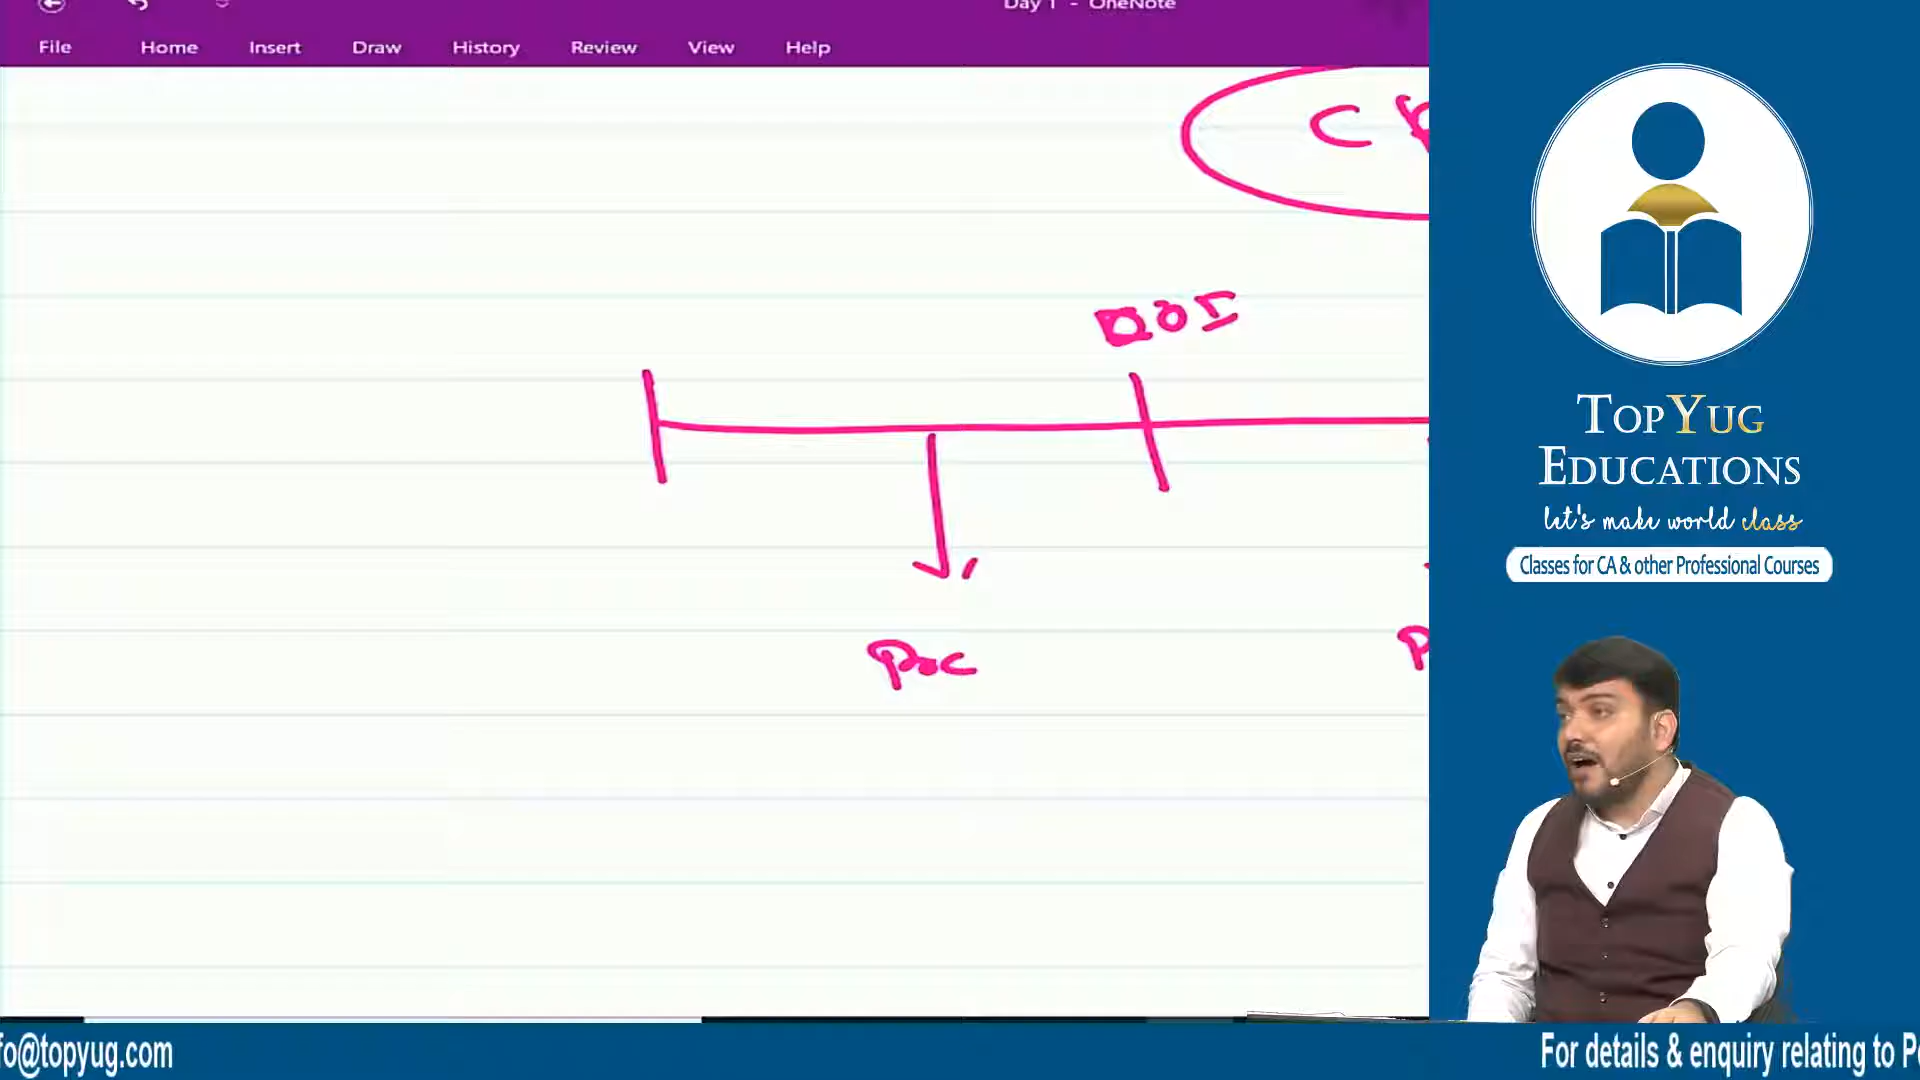 Day 1 - OneNote
File Home Insert Draw History Review View Help
C
DOI
POC
P
TOPYUG
EDUCATIONS
let's make world class
Classes for CA & other Professional Courses
fo@topyug.com
For details & enquiry relating to